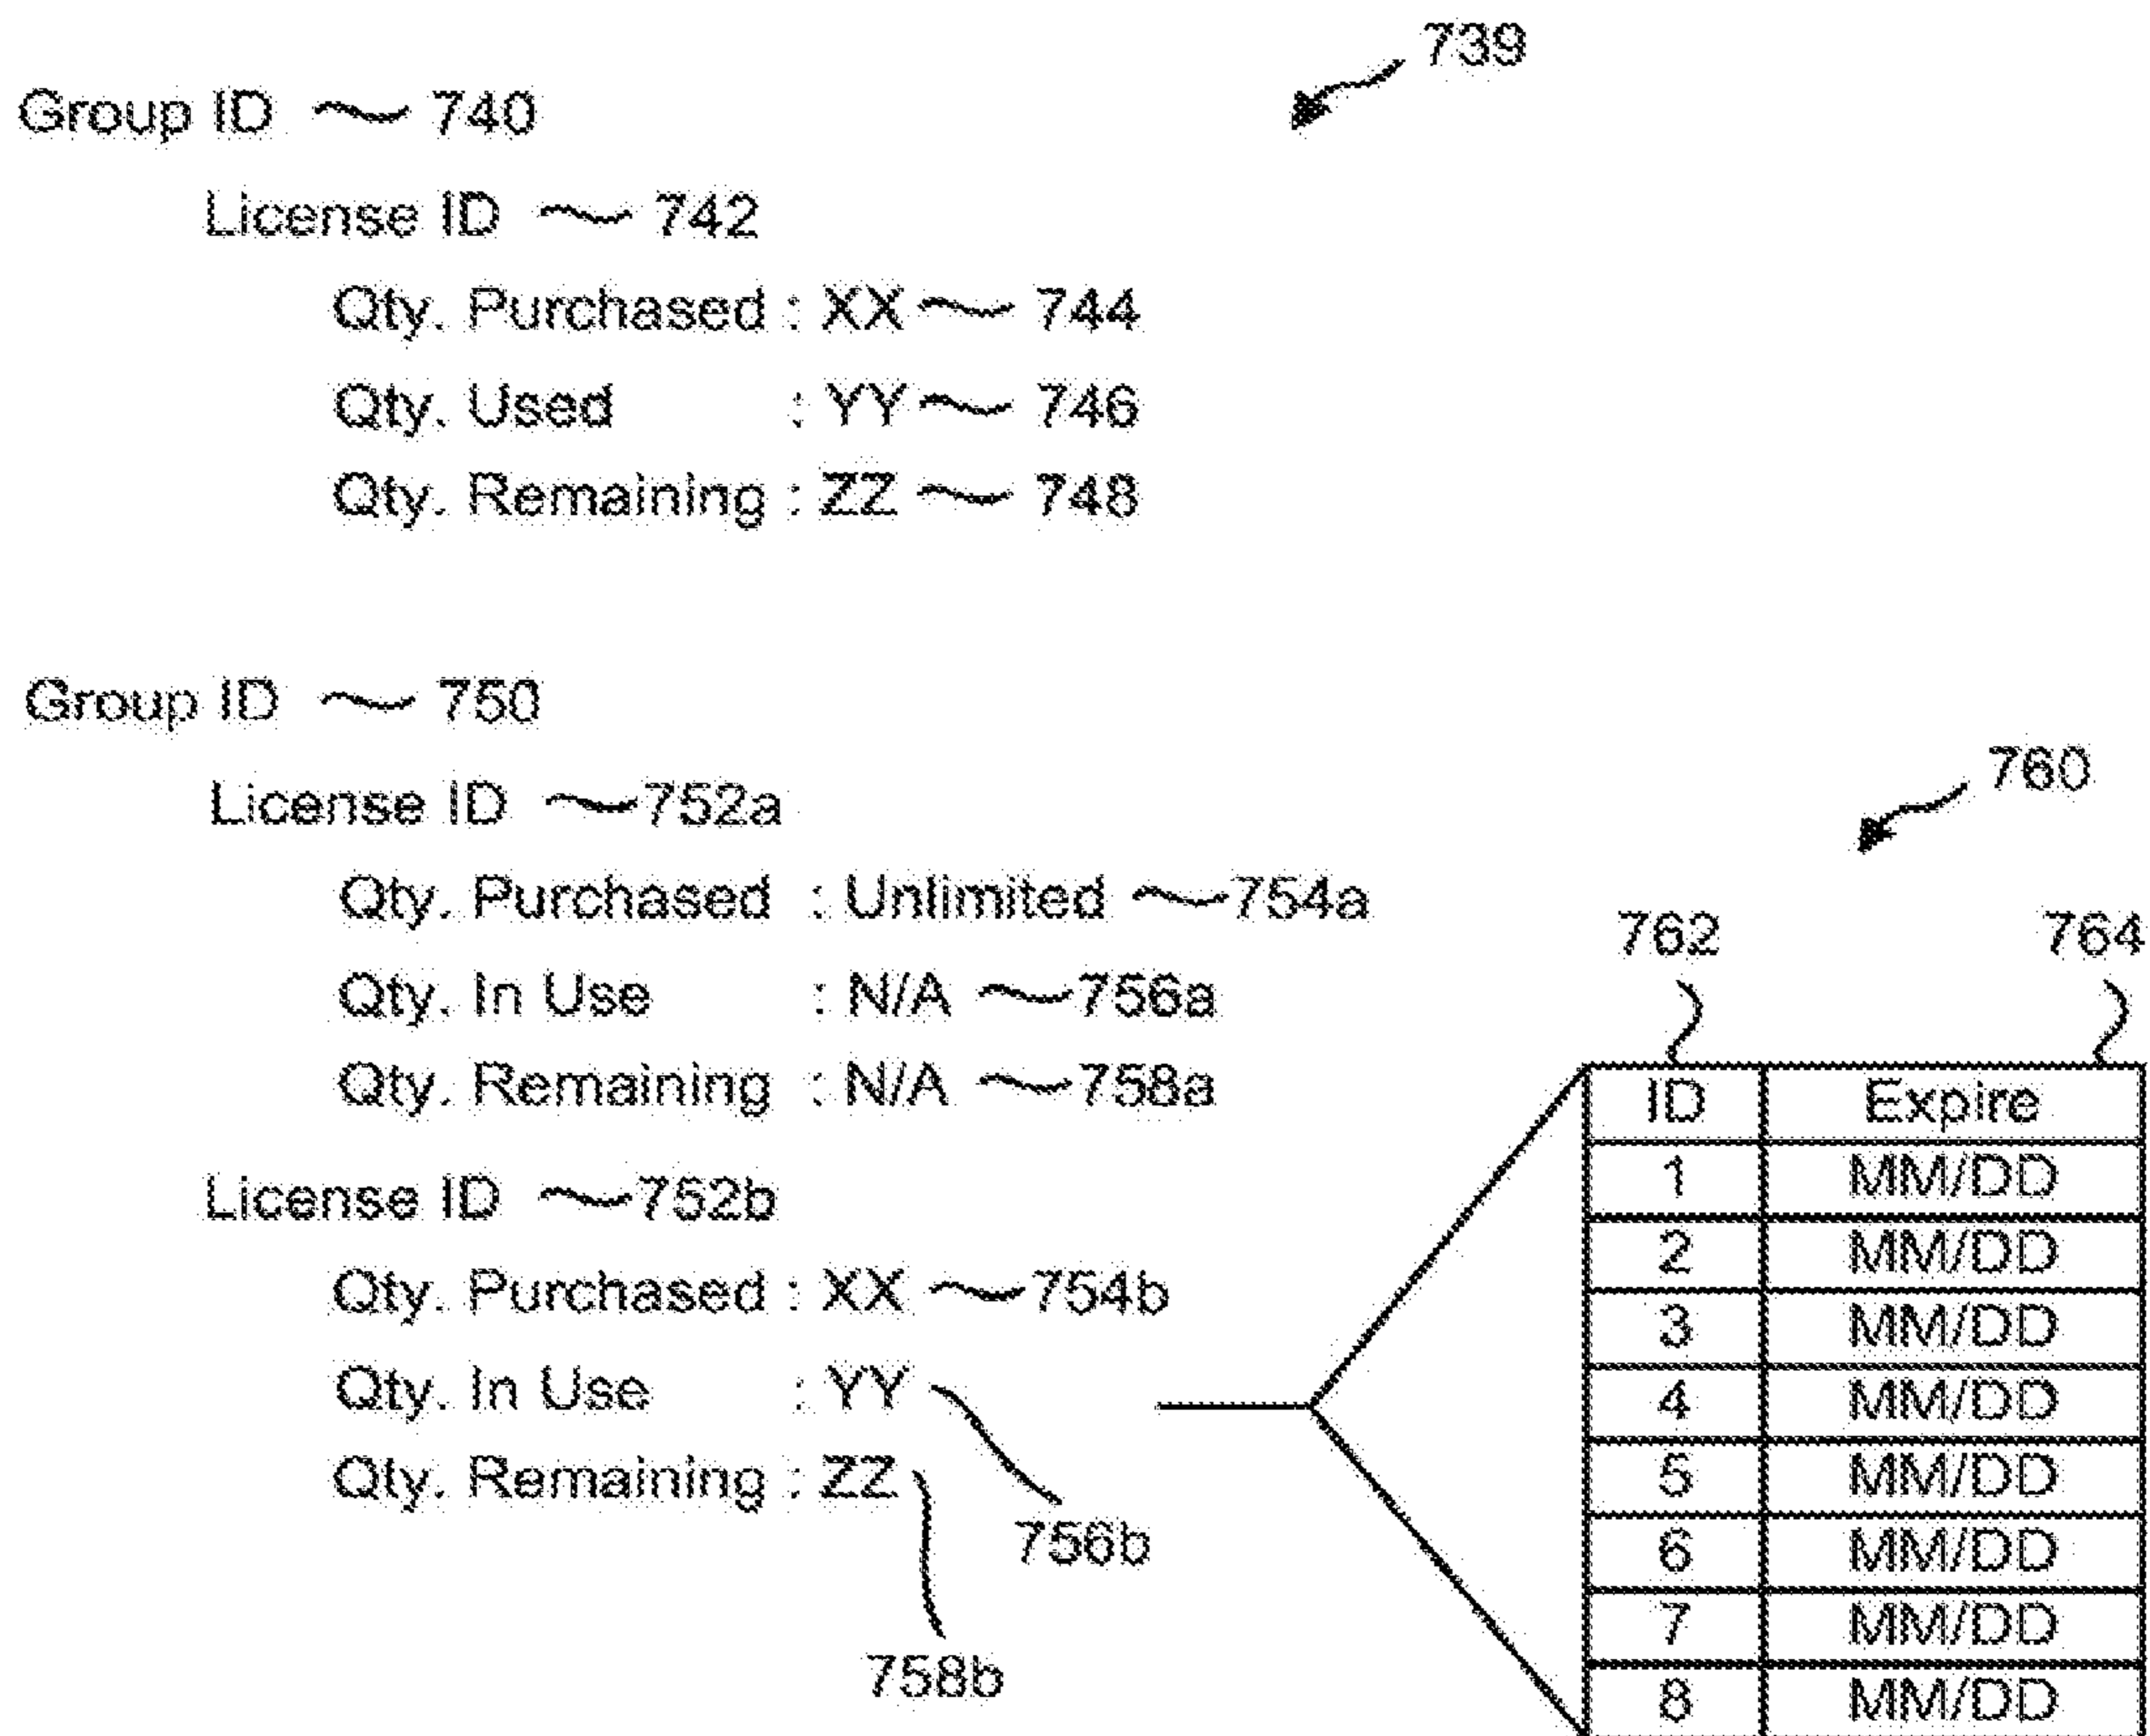 739
Group ID 740
License ID 742
Qty. Purchased : XX 744
Qty. Used : YY 746
Qty. Remaining : ZZ 748
Group ID 750
License ID 752a
Qty. Purchased : Unlimited 754a
Qty. In Use : N/A 756a
Qty. Remaining : N/A 758a
License ID 752b
Qty. Purchased : XX 754b
Qty. In Use : YY 756b
Qty. Remaining : ZZ 758b
760
762 764
ID Expire
1 MM/DD
2 MM/DD
3 MM/DD
4 MM/DD
5 MM/DD
6 MM/DD
7 MM/DD
8 MM/DD